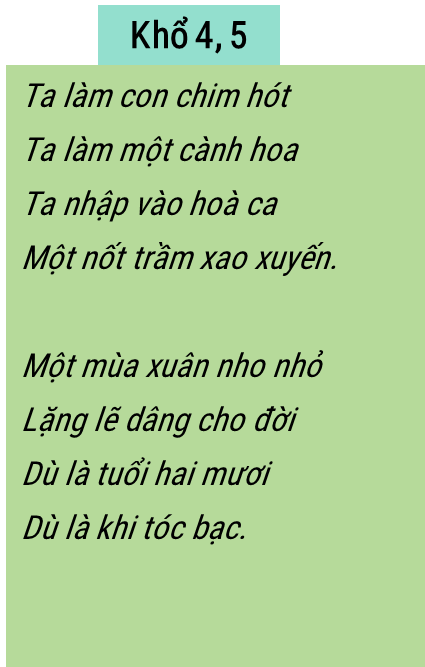 Khổ 4, 5
Ta làm con chim hót
Ta làm một cành hoa
Ta nhập vào hoà ca
Một nốt trầm xao xuyến.
Một mùa xuân nho nhỏ
Lặng lẽ dâng cho đời
Dù là tuổi hai mươi
Dù là khi tóc bạc.